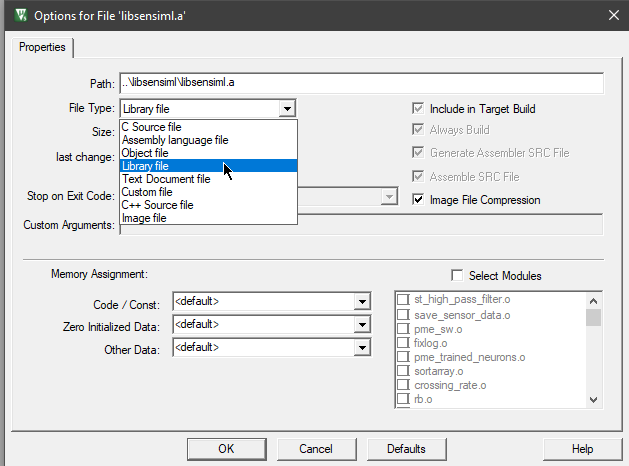 Options for File 'libsensiml.a'
Properties
Path: ..\libsensiml\libsensiml.a
File Type: Library file
C Source file
Assembly language file
Object file
Library file
Text Document file
Custom file
C++ Source file
Image file
Size:
last change:
Stop on Exit Code:
Custom Arguments:
Include in Target Build
Always Build
Generate Assembler SRC File
Assemble SRC File
Image File Compression
Memory Assignment:
Code / Const: <default>
Zero Initialized Data: <default>
Other Data: <default>
Select Modules
st_high_pass_filter.o
save_sensor_data.o
pme_sw.o
fixlog.o
pme_trained_neurons.o
sortarray.o
crossing_rate.o
rb.o
OK Cancel Defaults Help